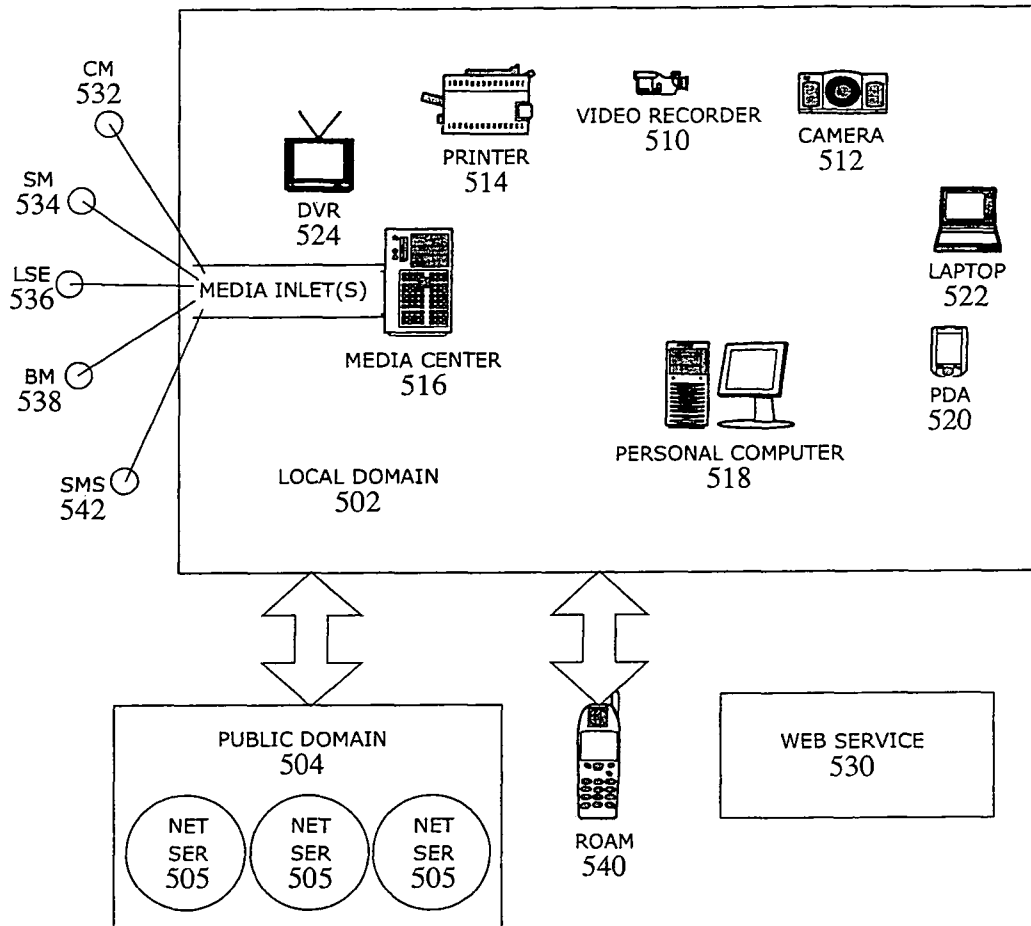 CM
532
SM
534
LSE
536
BM
538
SMS
542
MEDIA INLET(S)
DVR
524
PRINTER
514
VIDEO RECORDER
510
CAMERA
512
LAPTOP
522
PDA
520
MEDIA CENTER
516
PERSONAL COMPUTER
518
LOCAL DOMAIN
502
PUBLIC DOMAIN
504
NET
SER
505
NET
SER
505
NET
SER
505
ROAM
540
WEB SERVICE
530